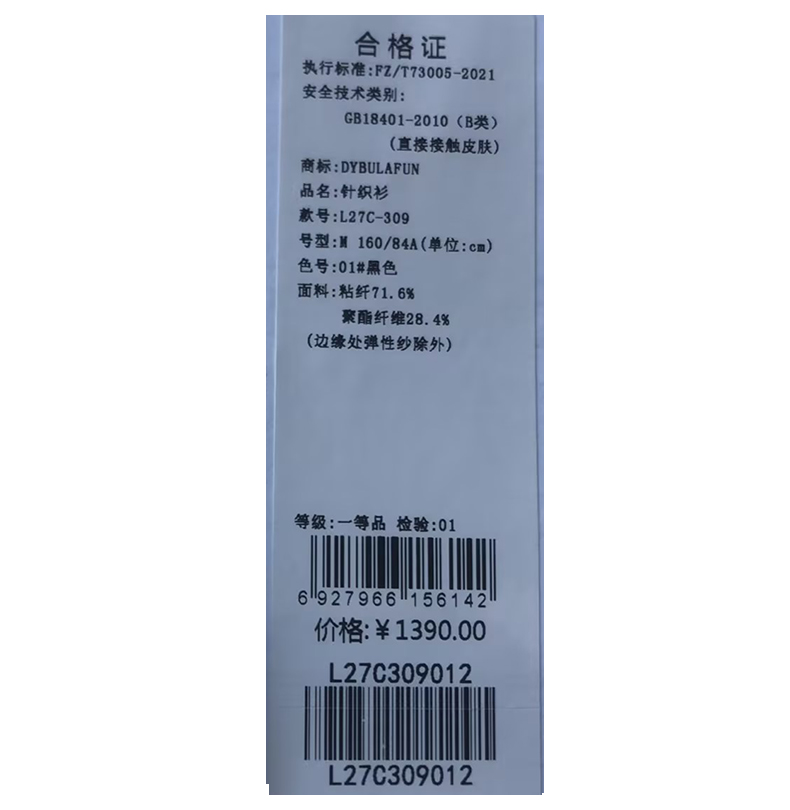 合格证
执行标准:FZ/T73005-2021
安全技术类别:
GB18401-2010（B类）
(直接接触皮肤)
商标:DYBULAFUN
品名:针织衫
款号:L27C-309
号型:M 160/84A(单位:cm)
色号:01#黑色
面料:粘纤71.6%
聚酯纤维28.4%
(边缘处弹性纱除外)
等级:一等品 检验:01
6 927966 156142
价格:￥1390.00
L27C309012
L27C309012